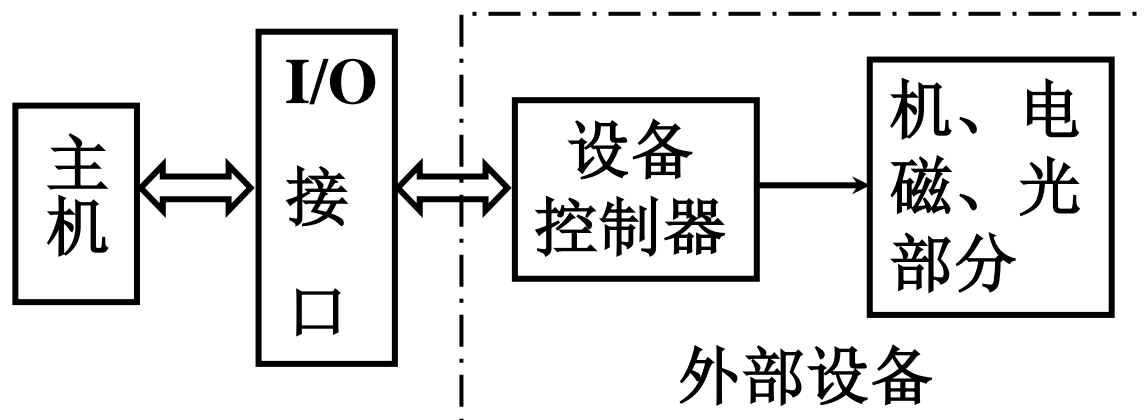 主
机
I/O
接
口
设备
控制器
机、电
磁、光
部分
外部设备